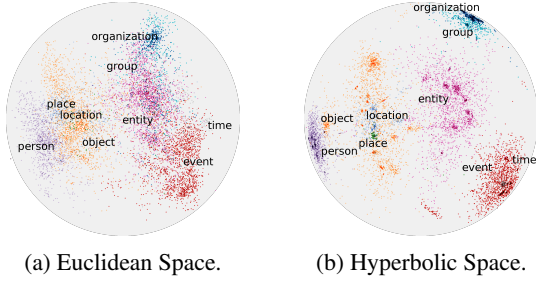 organization
group
place
location
entity
time
person
object
event
(a) Euclidean Space.
organization
group
entity
object
location
person
place
event
time
(b) Hyperbolic Space.